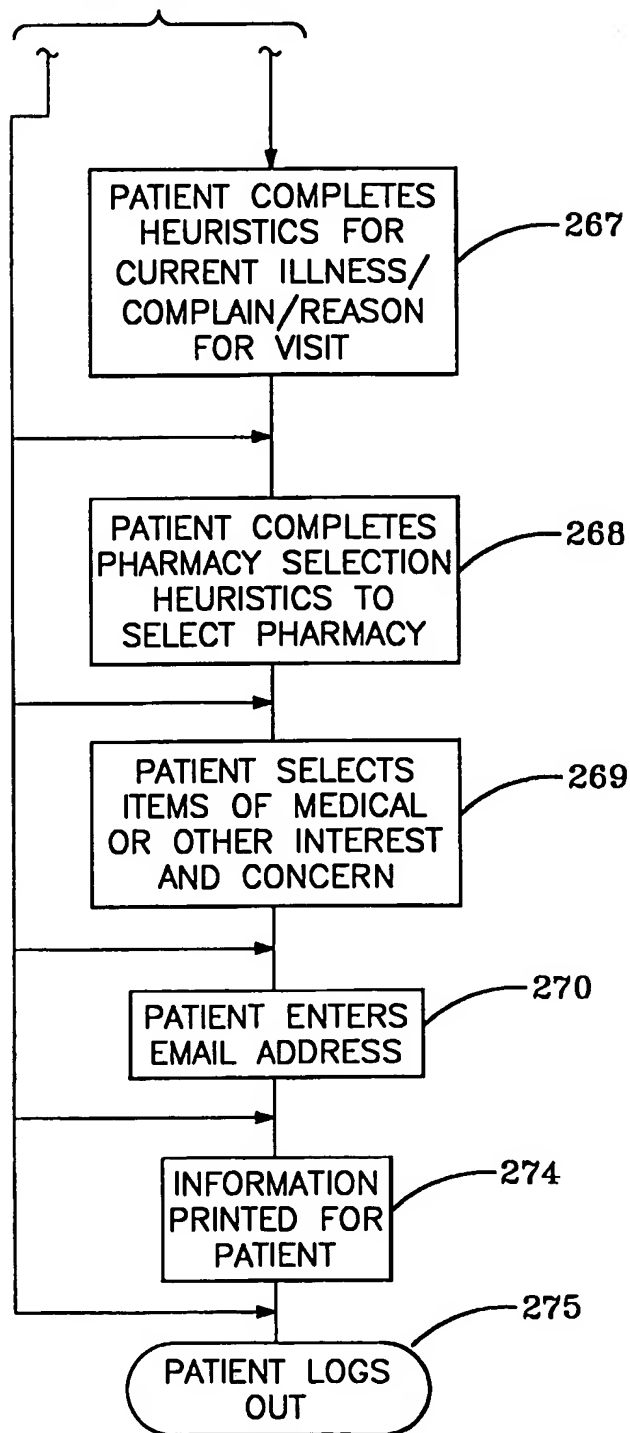 PATIENT COMPLETES
HEURISTICS FOR
CURRENT ILLNESS/
COMPLAIN/REASON
FOR VISIT
267
PATIENT COMPLETES
PHARMACY SELECTION
HEURISTICS TO
SELECT PHARMACY
268
PATIENT SELECTS
ITEMS OF MEDICAL
OR OTHER INTEREST
AND CONCERN
269
PATIENT ENTERS
EMAIL ADDRESS
270
INFORMATION
PRINTED FOR
PATIENT
274
PATIENT LOGS
OUT
275